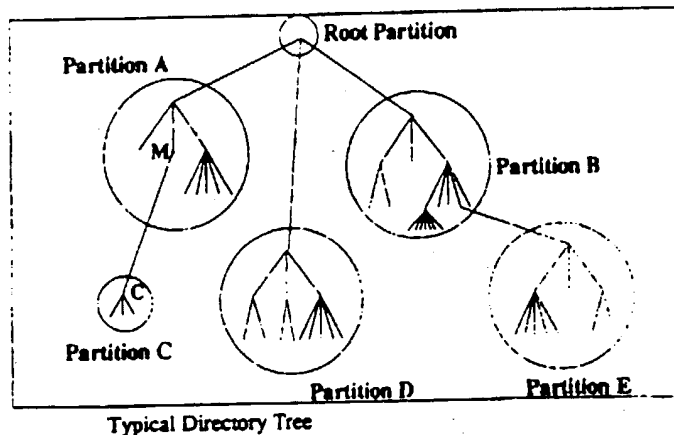 Root Partition
Partition A
M
Partition B
C
Partition C
Partition D
Partition E
Typical Directory Tree